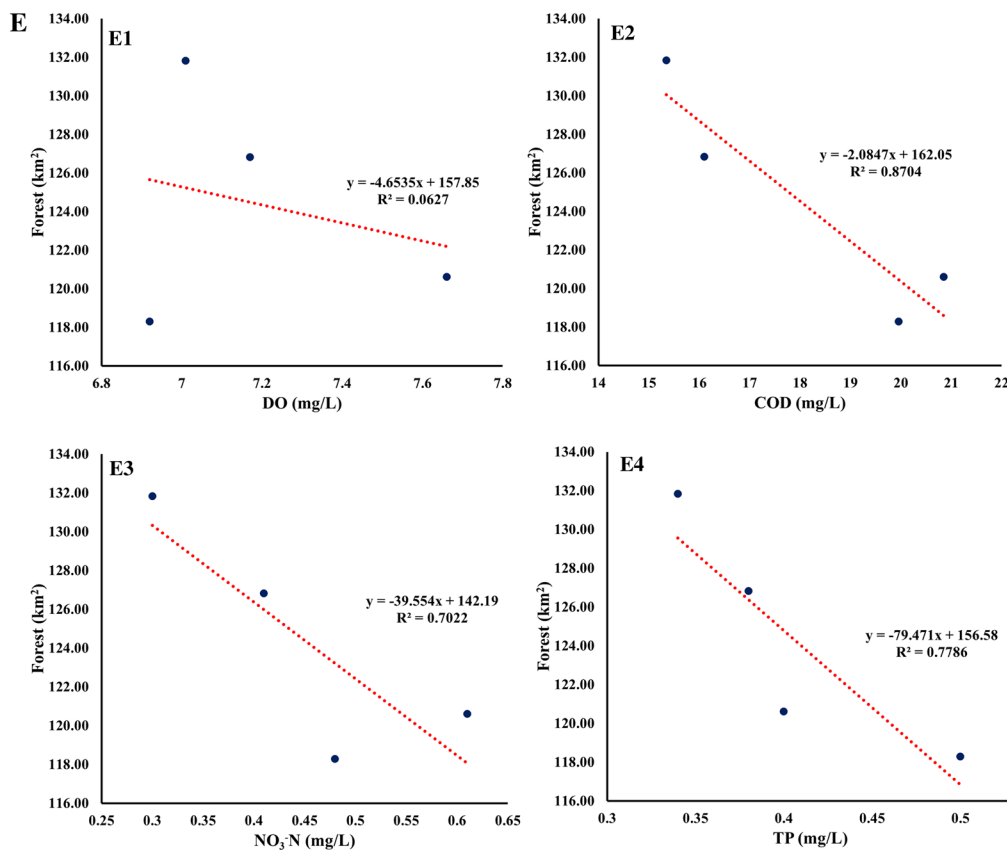 E
E1
134.00
132.00
130.00
128.00
126.00
124.00
122.00
120.00
118.00
116.00
Forest (km²)
y = -4.6535x + 157.85
R² = 0.0627
6.8 7 7.2 7.4 7.6 7.8
DO (mg/L)
E2
134.00
132.00
130.00
128.00
126.00
124.00
122.00
120.00
118.00
116.00
Forest (km²)
y = -2.0847x + 162.05
R² = 0.8704
14 15 16 17 18 19 20 21 22
COD (mg/L)
E3
134.00
132.00
130.00
128.00
126.00
124.00
122.00
120.00
118.00
116.00
Forest (km²)
y = -39.554x + 142.19
R² = 0.7022
0.25 0.3 0.35 0.4 0.45 0.5 0.55 0.6 0.65
NO₃⁻N (mg/L)
E4
134.00
132.00
130.00
128.00
126.00
124.00
122.00
120.00
118.00
116.00
Forest (km²)
y = -79.471x + 156.58
R² = 0.7786
0.3 0.35 0.4 0.45 0.5
TP (mg/L)